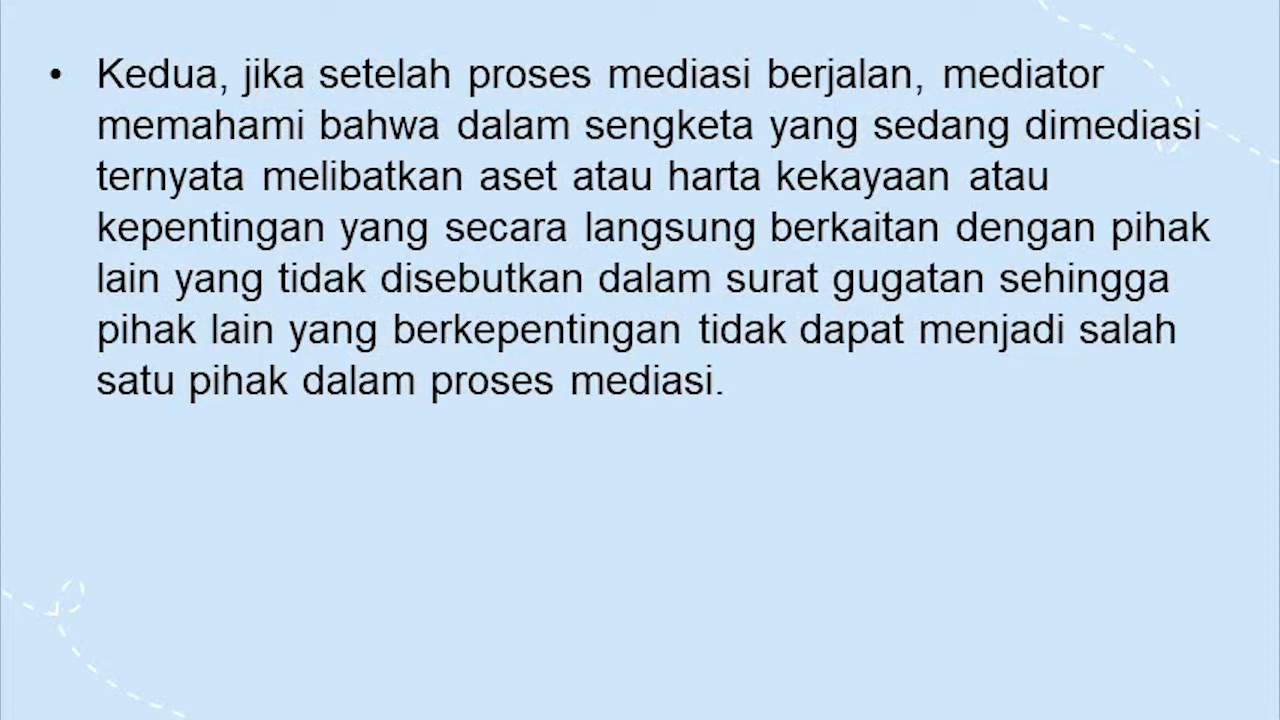 • Kedua, jika setelah proses mediasi berjalan, mediator
memahami bahwa dalam sengketa yang sedang dimediasi
ternyata melibatkan aset atau harta kekayaan atau
kepentingan yang secara langsung berkaitan dengan pihak
lain yang tidak disebutkan dalam surat gugatan sehingga
pihak lain yang berkepentingan tidak dapat menjadi salah
satu pihak dalam proses mediasi.